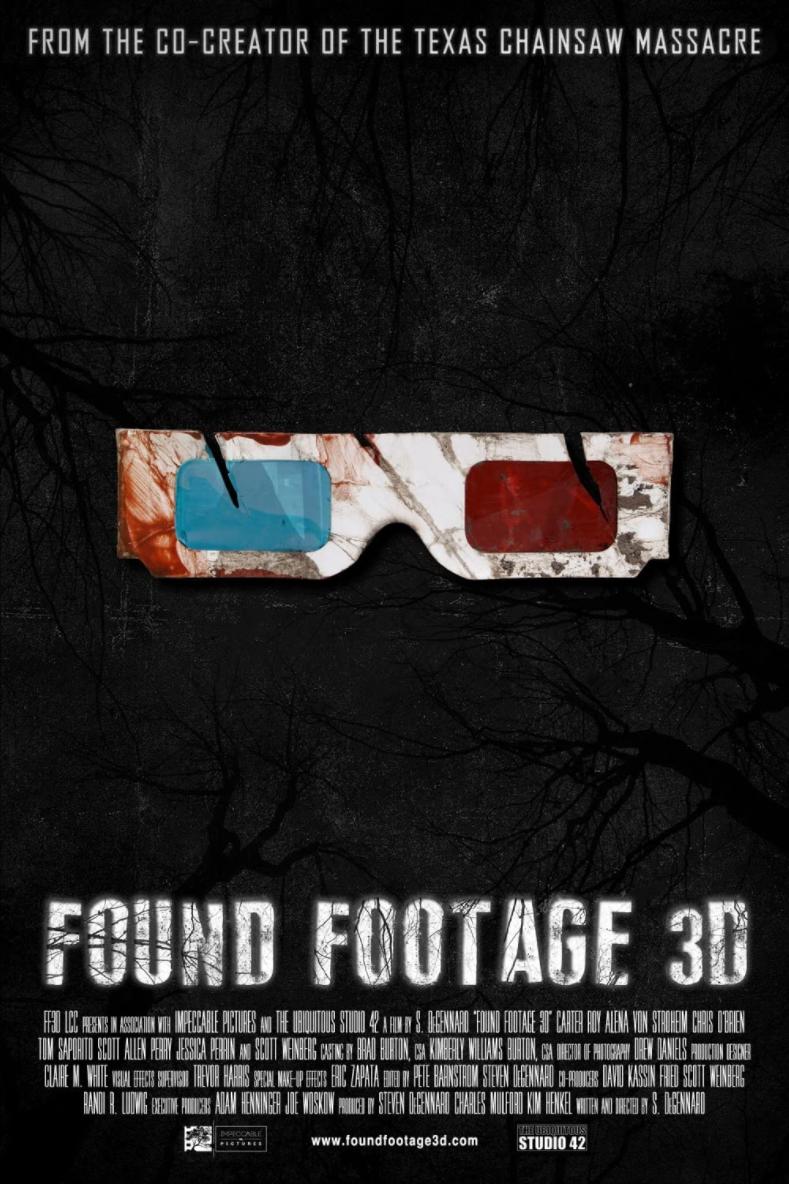 FROM THE CO-CREATOR OF THE TEXAS CHAINSAW MASSACRE
FOUND FOOTAGE 3D
FF3D LCC PRESENTS IN ASSOCIATION WITH IMPECCABLE PICTURES AND THE UBIQUITOUS STUDIO 42 A FILM BY S. DeGENNARO "FOUND FOOTAGE 3D" CARTER ROY ALENA VON STROHEIM CHRIS O'BRIEN
TOM SAPORITO SCOTT ALLEN PERRY JESSICA PERRIN AND SCOTT WEINBERG CASTING BY BRAD BURTON, CSA KIMBERLY WILLIAMS BURTON, CSA DIRECTOR OF PHOTOGRAPHY DREW DANIELS PRODUCTION DESIGNER
CLAIRE M. WHITE VISUAL EFFECTS SUPERVISOR TREVOR HARRIS SPECIAL MAKE-UP EFFECTS ERIC ZAPATA EDITED BY PETE BARNSTROM STEVEN DeGENNARO CO-PRODUCERS DAVID KASSIN FRIED SCOTT WEINBERG
RANDI R. LUDWIG EXECUTIVE PRODUCERS ADAM HENNINGER JOE WOSKOW PRODUCED BY STEVEN DeGENNARO CHARLES MULFORD KIM HENKEL WRITTEN AND DIRECTED BY S. DeGENNARO
IMPECCABLE
PICTURES
www.foundfootage3d.com
THE UBIQUITOUS
STUDIO 42